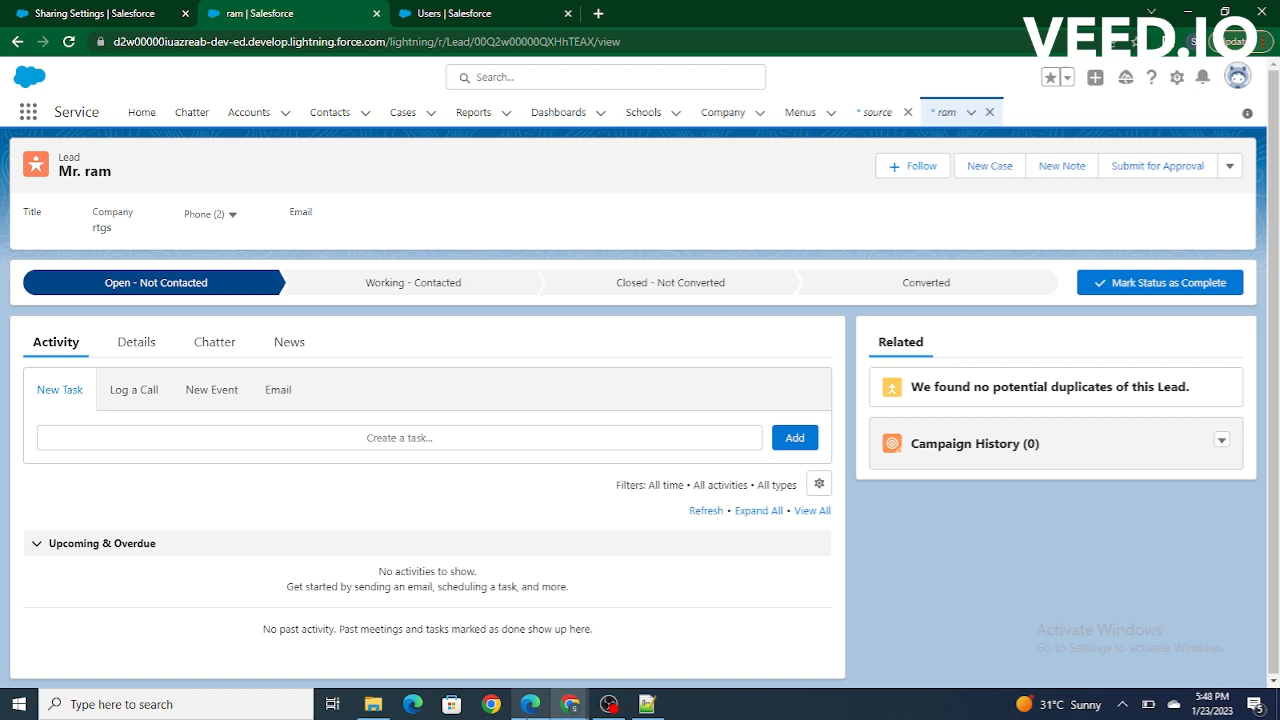 Sharing Settings | Salesforce
ram | Salesforce
Users | Salesforce
d2w00000iuazreab-dev-ed.develop.lightning.force.com/lightning/r/Lead/00Q2w00000QXHhTEAX/view
VEED.IO
Search...
Service
Home
Chatter
Accounts
Contacts
Cases
Reports
Dashboards
Schools
Company
Menus
* source
* ram
Lead
Mr. ram
Follow
New Case
New Note
Submit for Approval
Title
Company
Phone (2)
Email
rtgs
Open - Not Contacted
Working - Contacted
Closed - Not Converted
Converted
Mark Status as Complete
Activity
Details
Chatter
News
New Task
Log a Call
New Event
Email
Create a task...
Add
Filters: All time • All activities • All types
Refresh • Expand All • View All
Upcoming & Overdue
No activities to show.
Get started by sending an email, scheduling a task, and more.
No past activity. Past meetings and tasks marked as done show up here.
Related
We found no potential duplicates of this Lead.
Campaign History (0)
Activate Windows
Go to Settings to activate Windows.
Type here to search
31°C Sunny
5:48 PM
1/23/2023
5